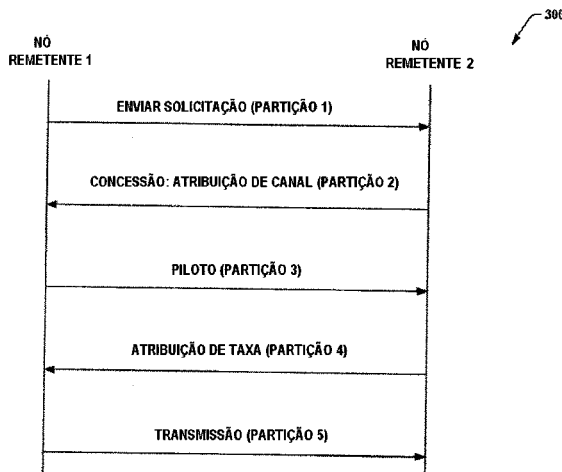 306
NÓ
REMETENTE 1
NÓ
REMETENTE 2
ENVIAR SOLICITAÇÃO (PARTIÇÃO 1)
CONCESSÃO: ATRIBUIÇÃO DE CANAL (PARTIÇÃO 2)
PILOTO (PARTIÇÃO 3)
ATRIBUIÇÃO DE TAXA (PARTIÇÃO 4)
TRANSMISSÃO (PARTIÇÃO 5)